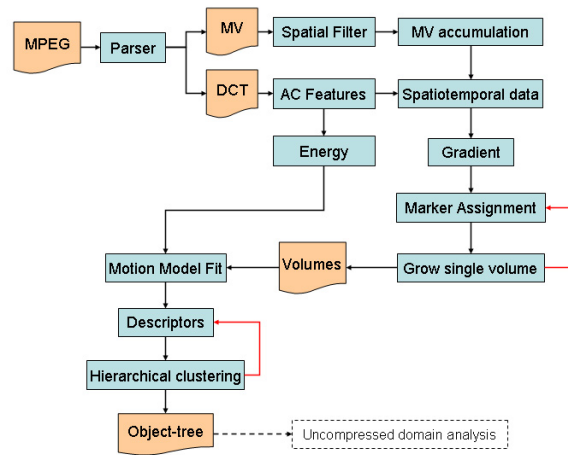 MPEG
Parser
MV
Spatial Filter
MV accumulation
DCT
AC Features
Spatiotemporal data
Energy
Gradient
Marker Assignment
Motion Model Fit
Volumes
Grow single volume
Descriptors
Hierarchical clustering
Object-tree
Uncompressed domain analysis